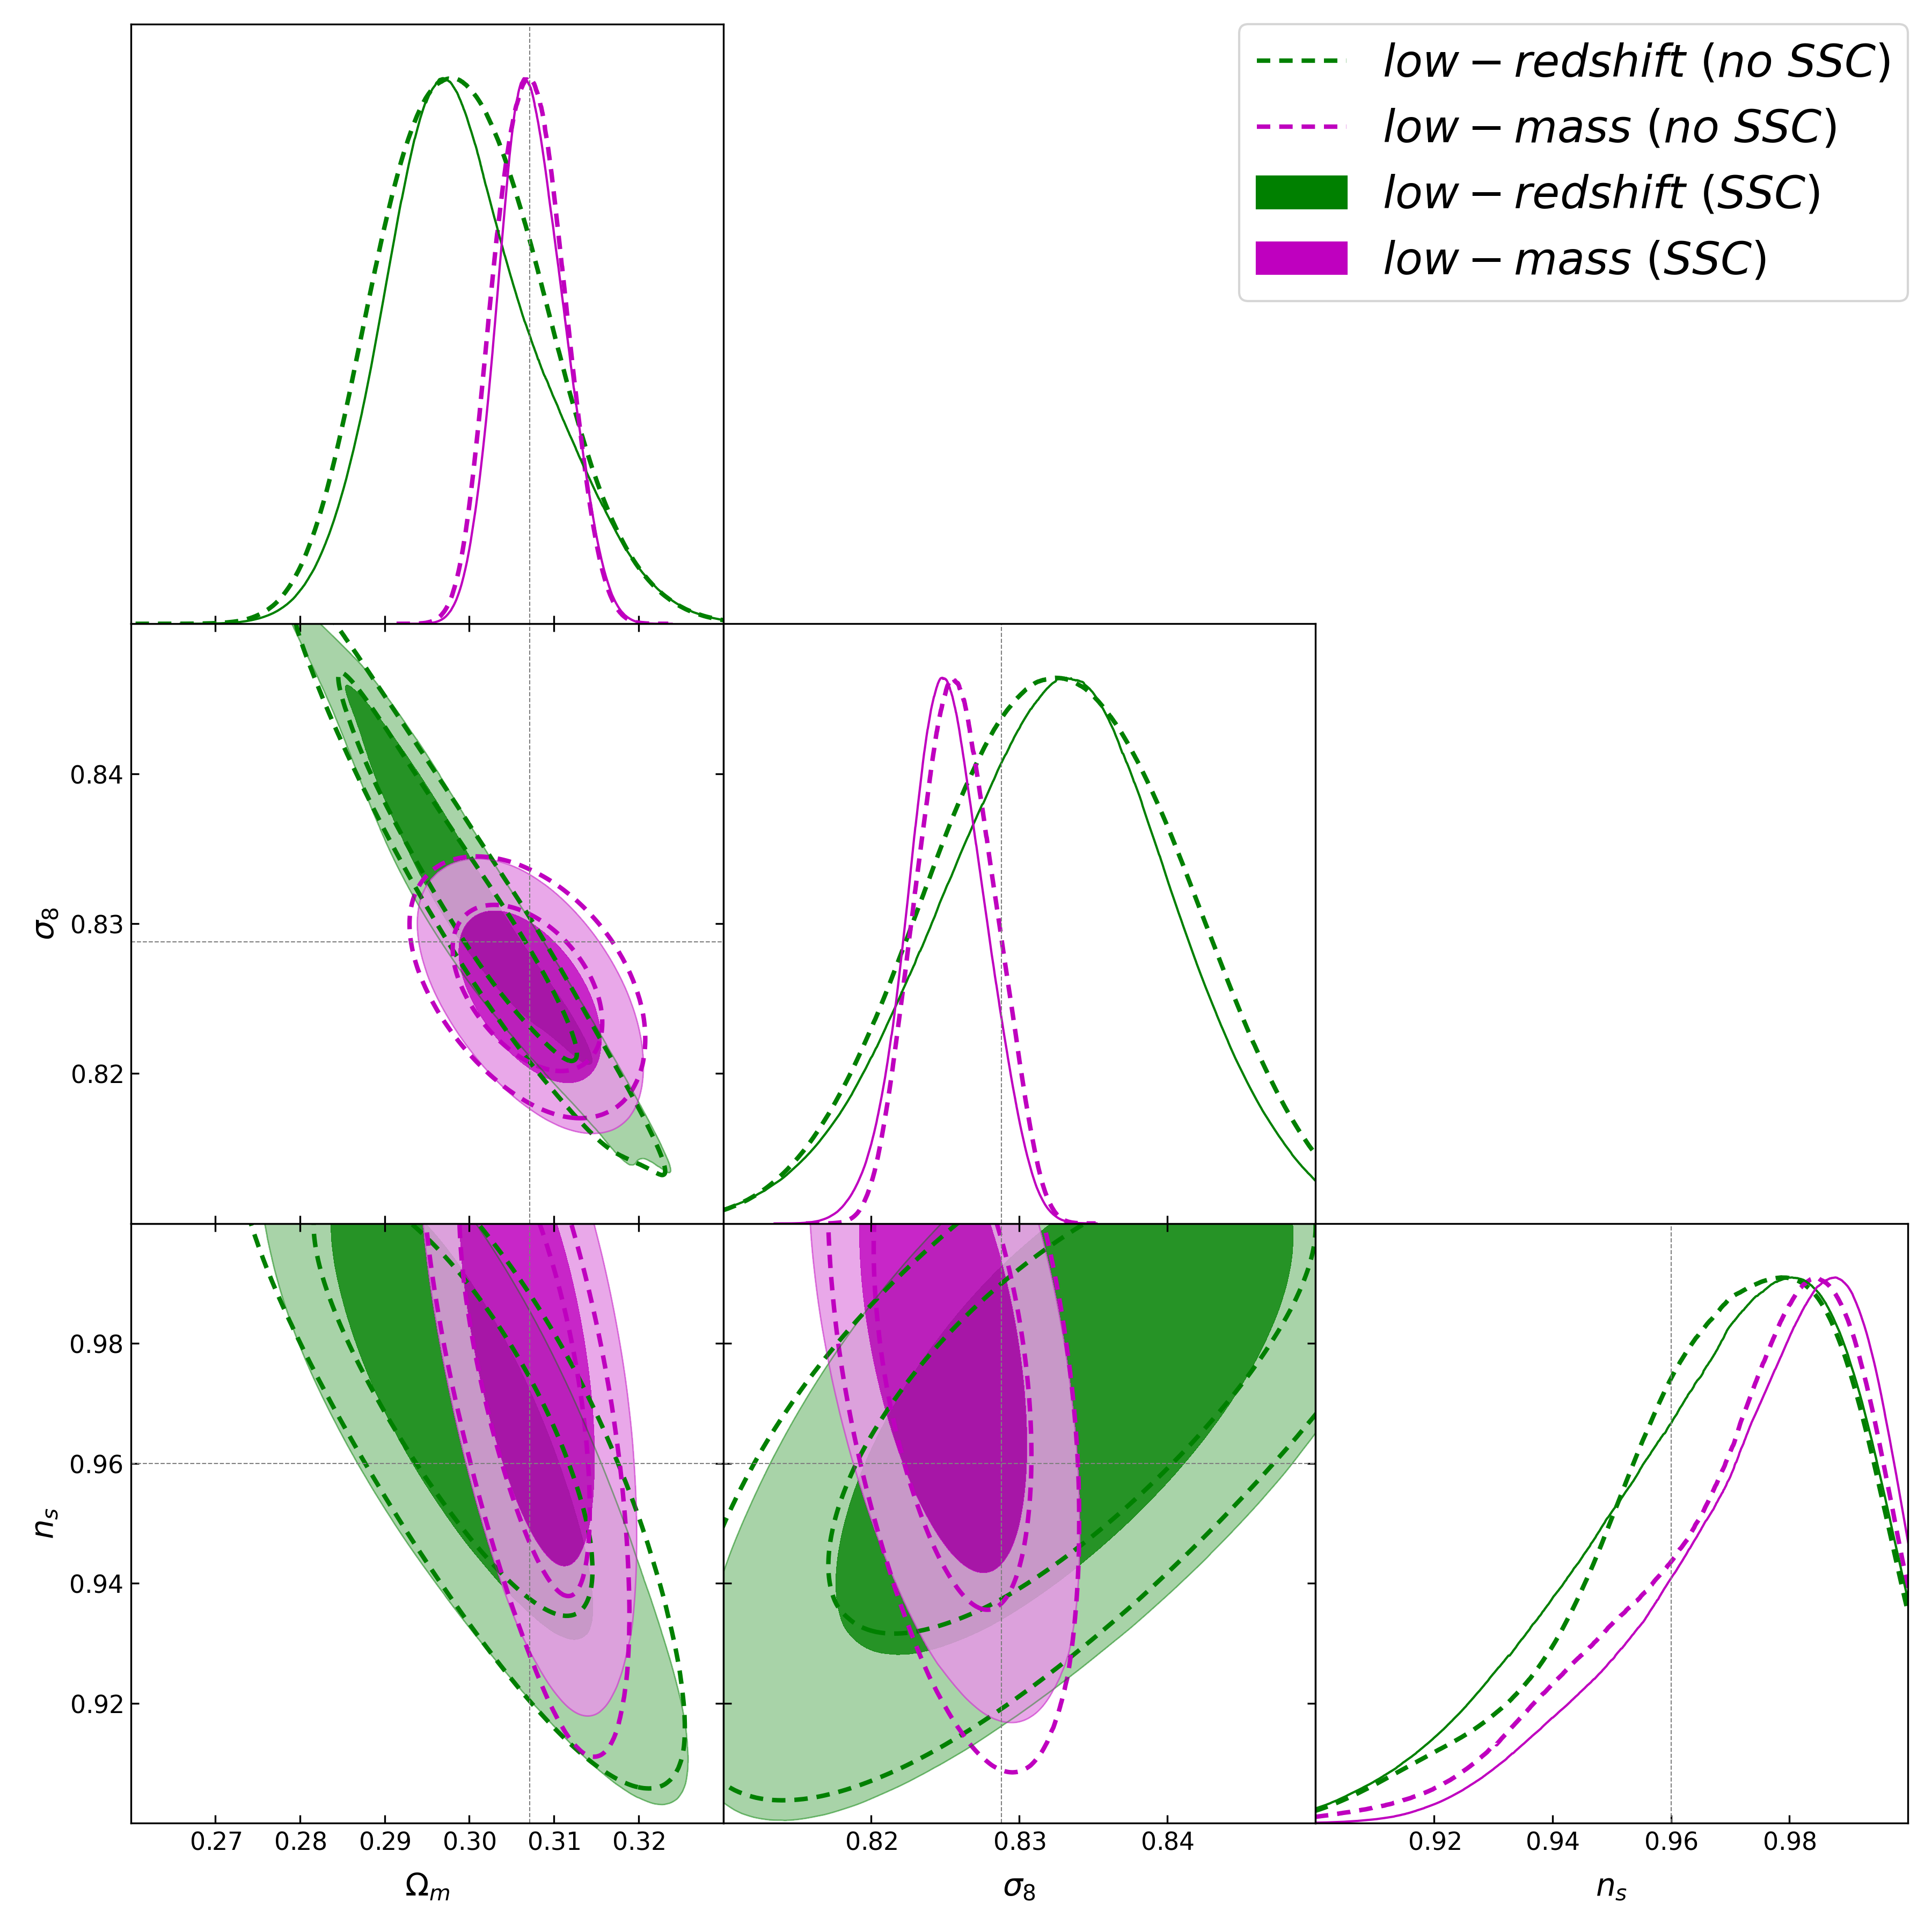 low − redshift (no SSC)
low − mass (no SSC)
low − redshift (SSC)
low − mass (SSC)
0.84
0.83
0.82
σ8
0.98
0.96
0.94
0.92
ns
0.27 0.28 0.29 0.30 0.31 0.32
0.82 0.83 0.84
0.92 0.94 0.96 0.98
Ωm
σ8
ns